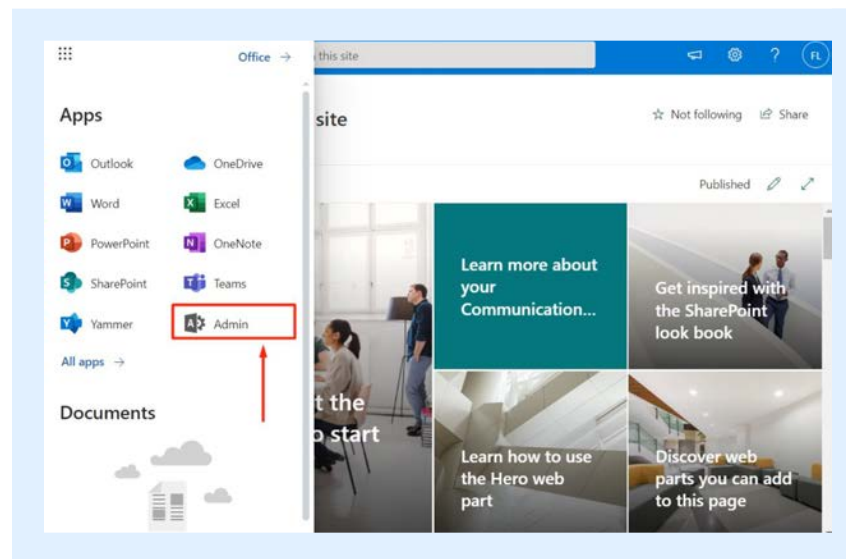 Office →
this site
?
FL
Apps
site
☆ Not following
Share
Outlook
OneDrive
Published
Word
Excel
PowerPoint
OneNote
SharePoint
Teams
Yammer
Admin
All apps →
Documents
Learn more about
your
Communication...
Get inspired with
the SharePoint
look book
t the
o start
Learn how to use
the Hero web
part
Discover web
parts you can add
to this page